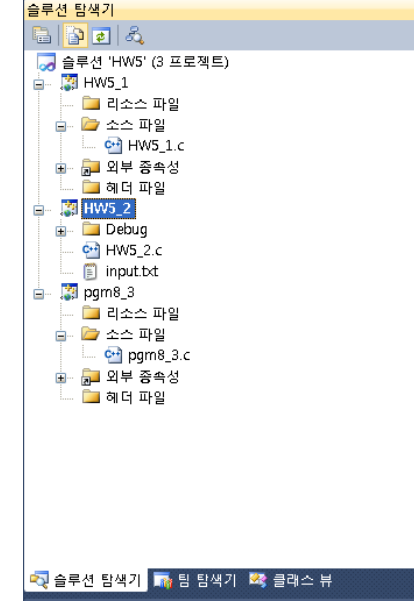 솔루션 탐색기
솔루션 'HW5' (3 프로젝트)
HW5_1
리소스 파일
소스 파일
HW5_1.c
외부 종속성
헤더 파일
HW5_2
Debug
HW5_2.c
input.txt
pgm8_3
리소스 파일
소스 파일
pgm8_3.c
외부 종속성
헤더 파일
솔루션 탐색기 팀 탐색기 클래스 뷰